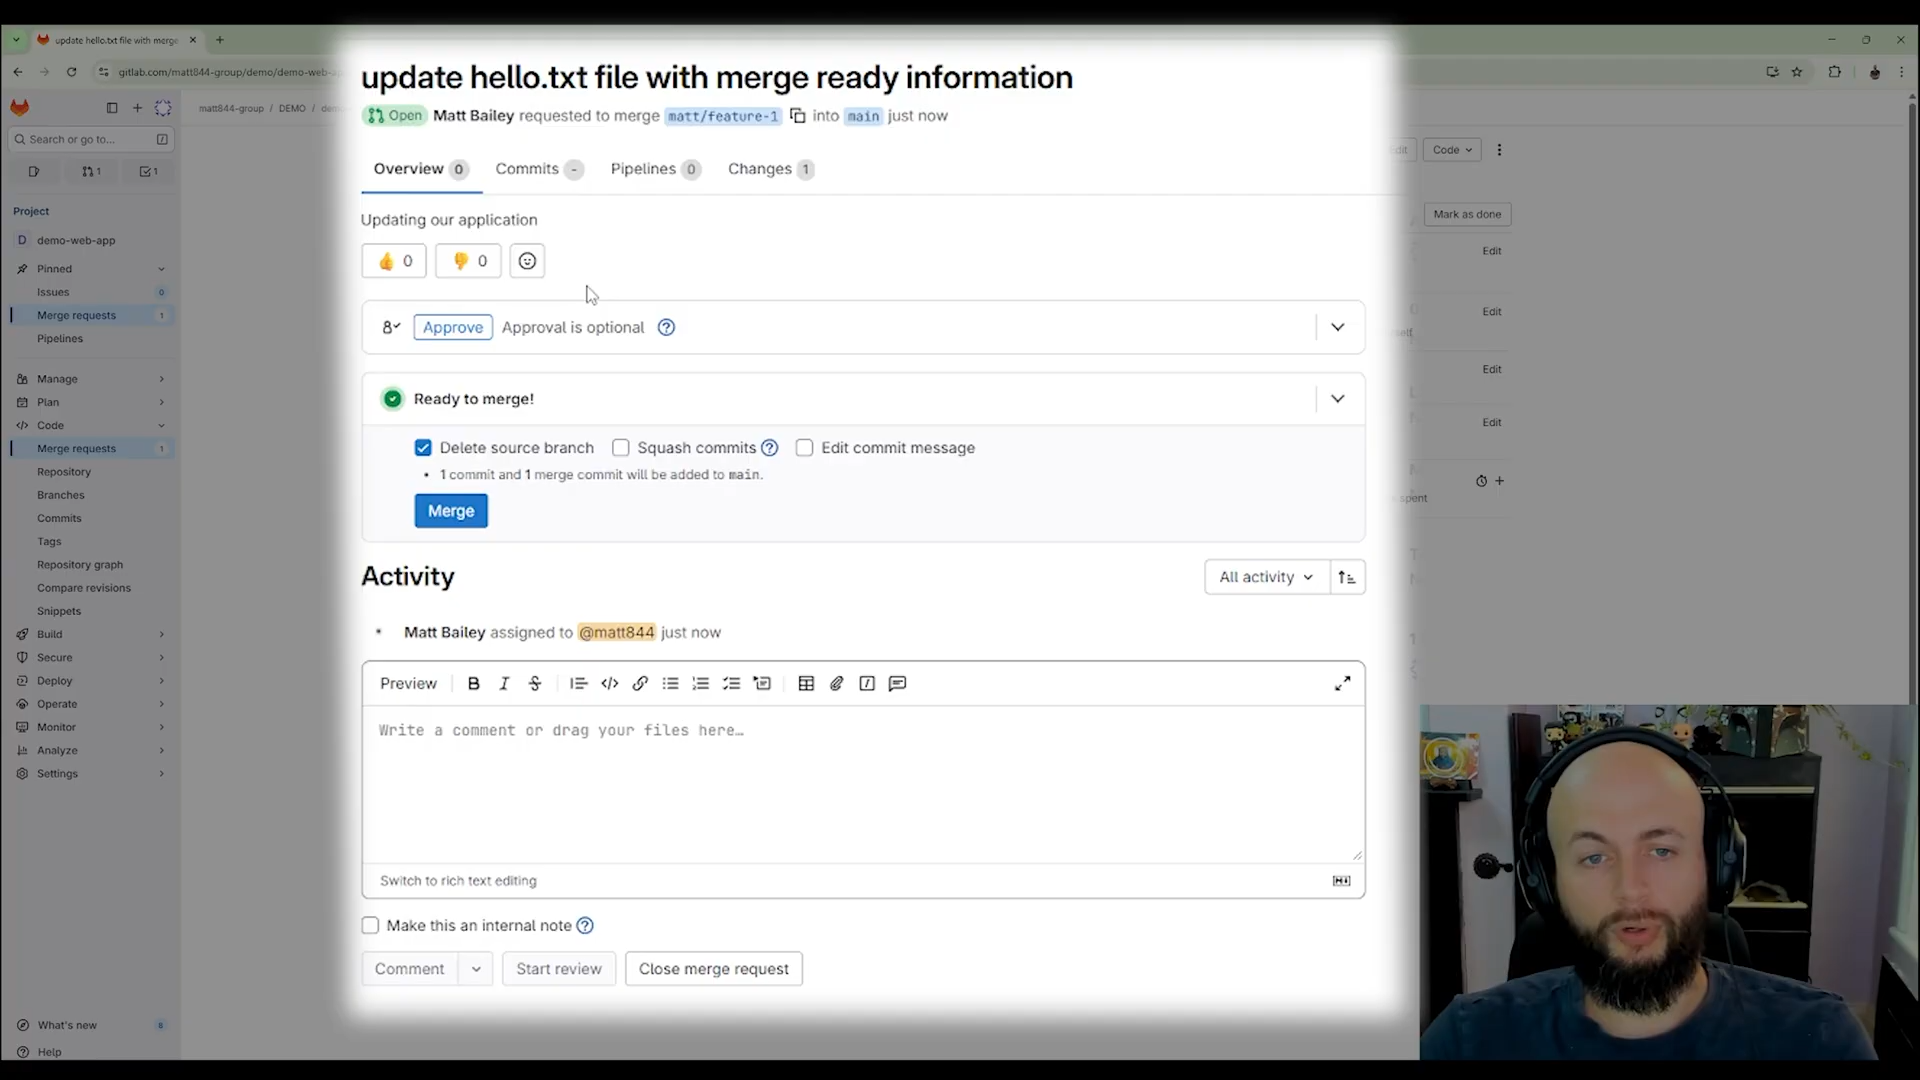 update hello.txt file with merge
gitlab.com/matt844-group/demo/demo-web-a
matt844-group / DEMO /
Search or go to...
1
1
Project
D demo-web-app
Pinned
Issues 0
Merge requests 1
Pipelines
Manage
Plan
Code
Merge requests 1
Repository
Branches
Commits
Tags
Repository graph
Compare revisions
Snippets
Build
Secure
Deploy
Operate
Monitor
Analyze
Settings
What's new 8
Help
update hello.txt file with merge ready information
Open Matt Bailey requested to merge matt/feature-1 into main just now
Overview 0 Commits - Pipelines 0 Changes 1
Updating our application
0 0
Approve Approval is optional
Ready to merge!
Delete source branch Squash commits Edit commit message
1 commit and 1 merge commit will be added to main.
Merge
Activity
All activity
Matt Bailey assigned to @matt844 just now
Preview B I S
Write a comment or drag your files here…
Switch to rich text editing
Make this an internal note
Comment Start review Close merge request
Edit Code
Mark as done
Edit
Edit
Edit
Edit
spent